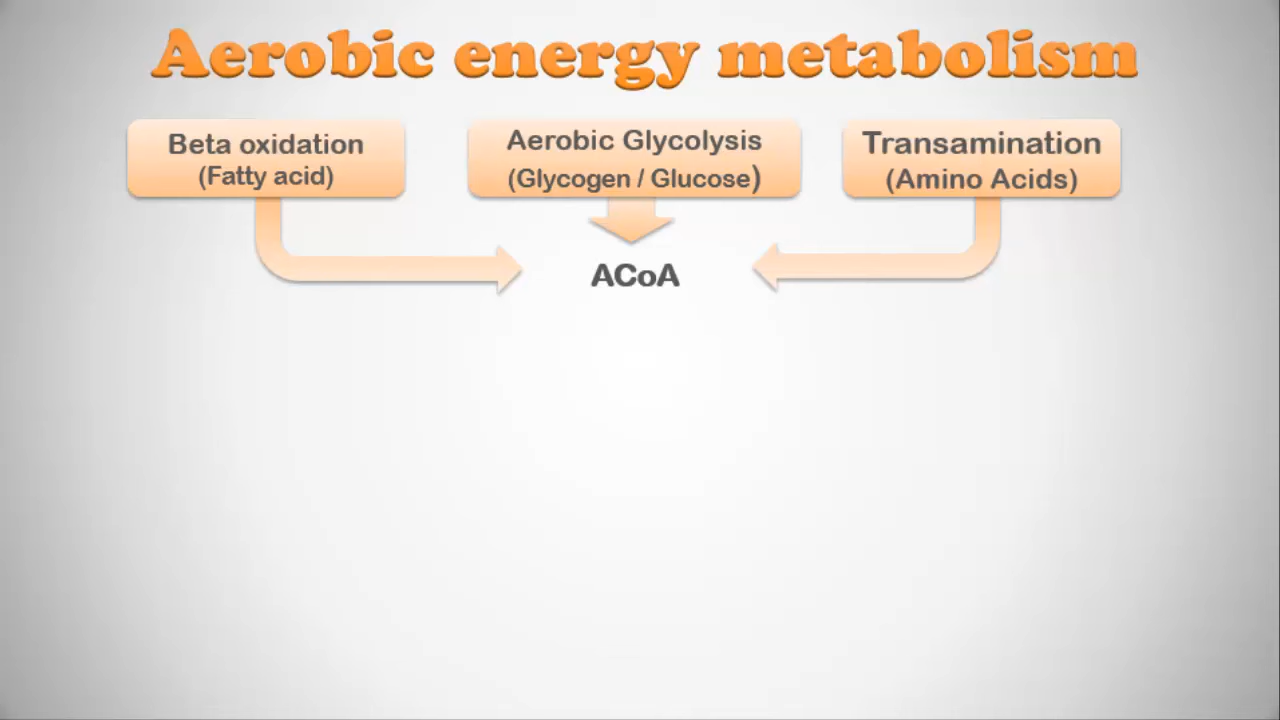 Aerobic energy metabolism
Beta oxidation
(Fatty acid)
Aerobic Glycolysis
(Glycogen / Glucose)
Transamination
(Amino Acids)
ACoA